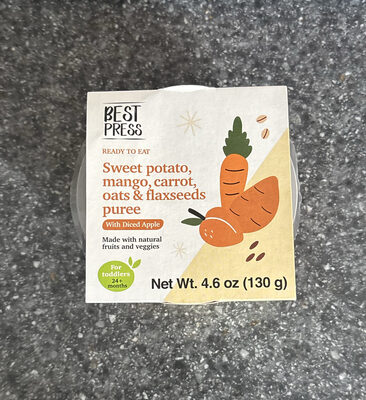 BEST
PRESS
READY TO EAT
Sweet potato,
mango, carrot,
oats & flaxseeds
puree
With Diced Apple
Made with natural
fruits and veggies
For
toddlers
24+
months
Net Wt. 4.6 oz (130 g)